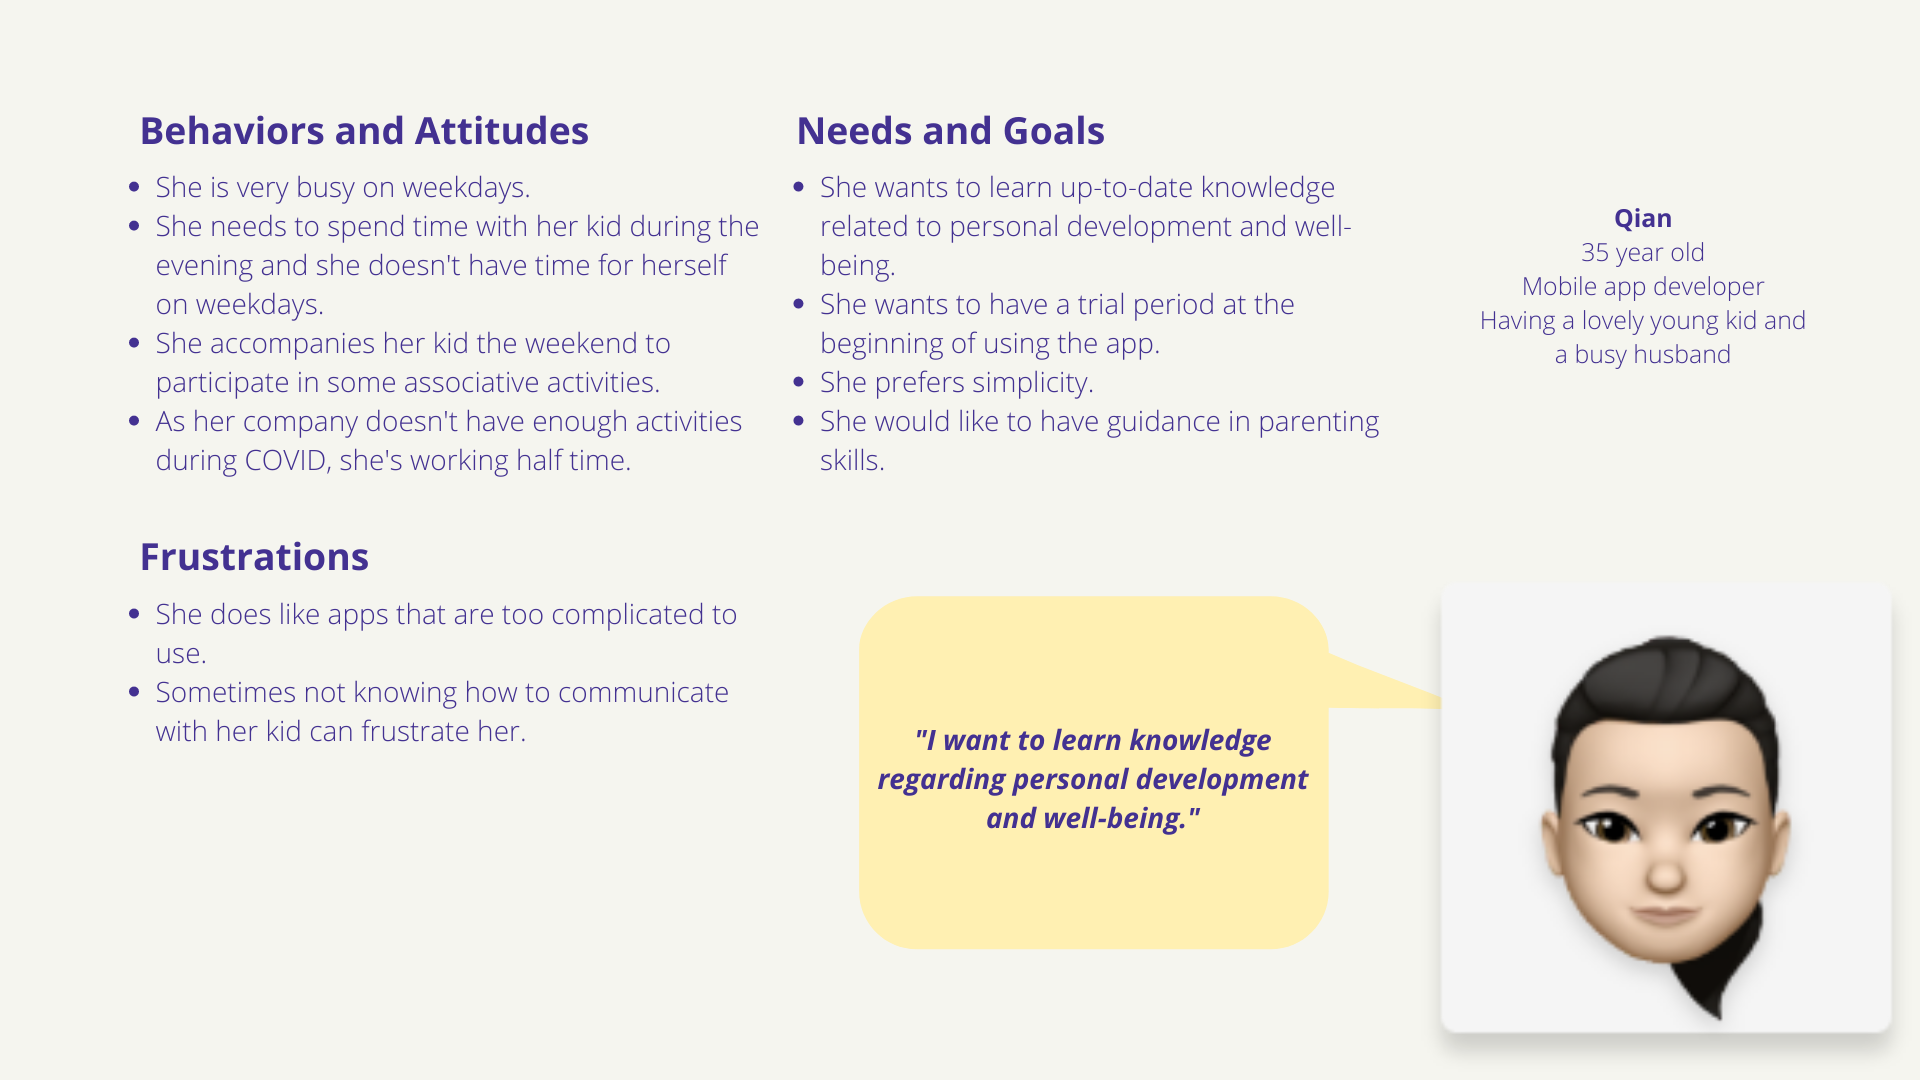 Behaviors and Attitudes
• She is very busy on weekdays.
• She needs to spend time with her kid during the
evening and she doesn't have time for herself
on weekdays.
• She accompanies her kid the weekend to
participate in some associative activities.
• As her company doesn't have enough activities
during COVID, she's working half time.
Needs and Goals
• She wants to learn up-to-date knowledge
related to personal development and well-
being.
• She wants to have a trial period at the
beginning of using the app.
• She prefers simplicity.
• She would like to have guidance in parenting
skills.
Qian
35 year old
Mobile app developer
Having a lovely young kid and
a busy husband
Frustrations
• She does like apps that are too complicated to
use.
• Sometimes not knowing how to communicate
with her kid can frustrate her.
"I want to learn knowledge
regarding personal development
and well-being."